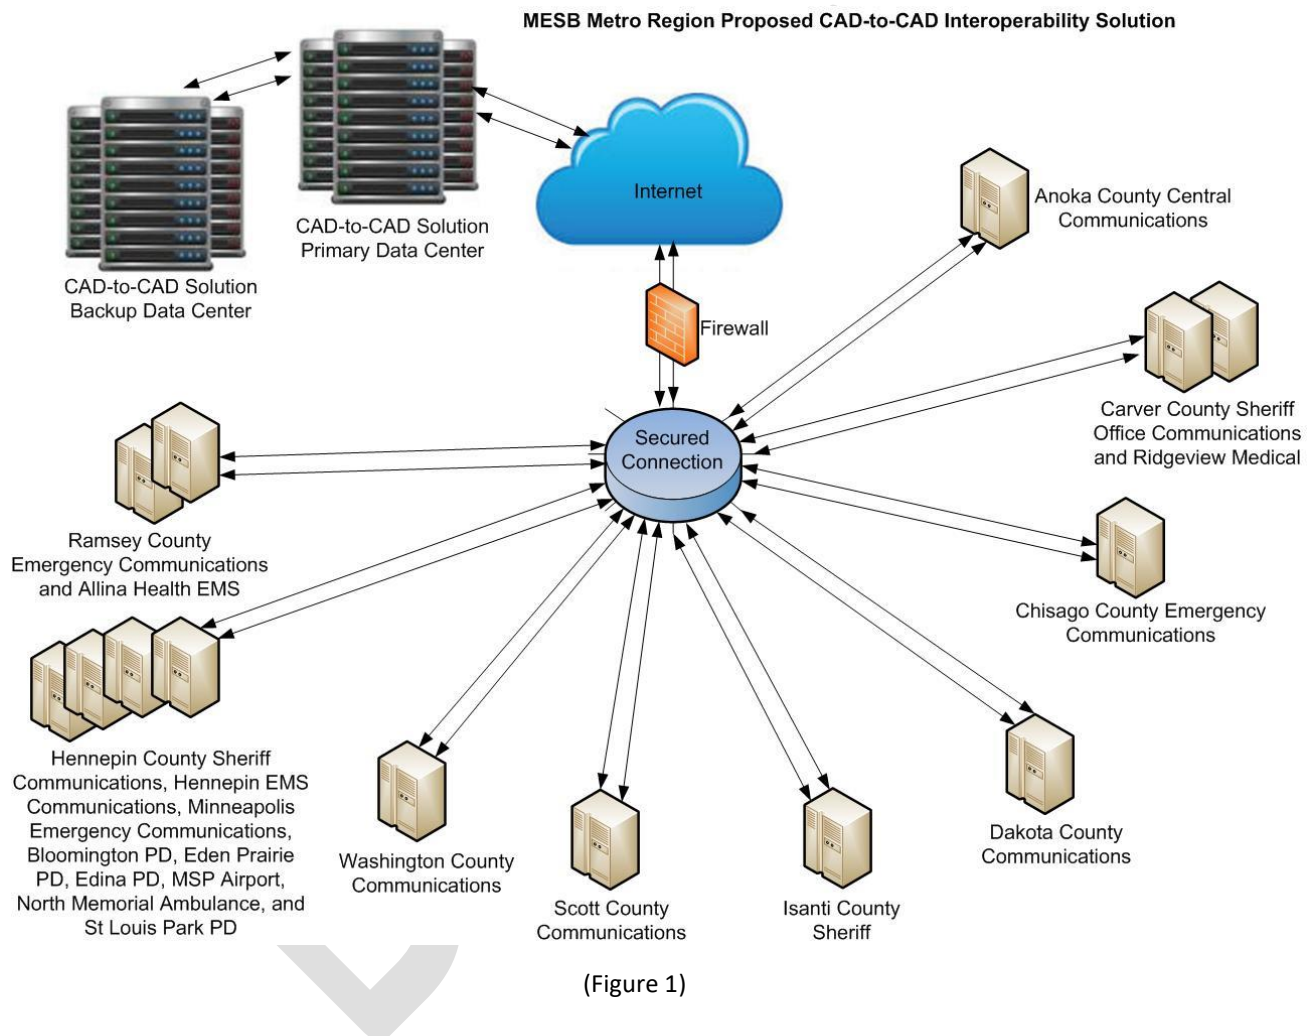 MESB Metro Region Proposed CAD-to-CAD Interoperability Solution
CAD-to-CAD Solution
Primary Data Center
CAD-to-CAD Solution
Backup Data Center
Internet
Firewall
Secured
Connection
Anoka County Central
Communications
Carver County Sheriff
Office Communications
and Ridgeview Medical
Chisago County Emergency
Communications
Dakota County
Communications
Isanti County
Sheriff
Scott County
Communications
Washington County
Communications
Ramsey County
Emergency Communications
and Allina Health EMS
Hennepin County Sheriff
Communications, Hennepin EMS
Communications, Minneapolis
Emergency Communications,
Bloomington PD, Eden Prairie
PD, Edina PD, MSP Airport,
North Memorial Ambulance, and
St Louis Park PD
(Figure 1)